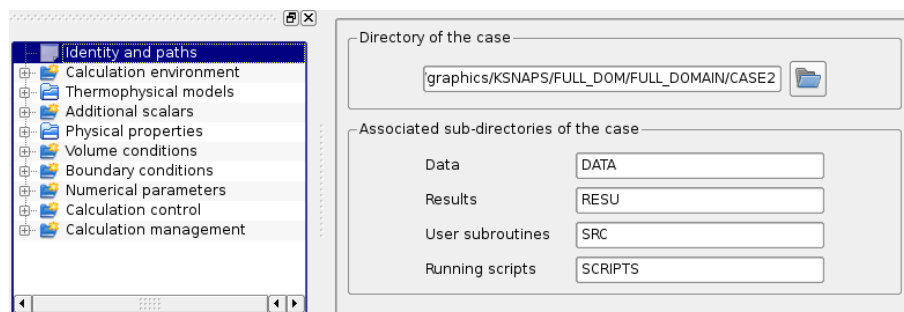 Identity and paths
Calculation environment
Thermophysical models
Additional scalars
Physical properties
Volume conditions
Boundary conditions
Numerical parameters
Calculation control
Calculation management
Directory of the case
'graphics/KSNAPS/FULL_DOM/FULL_DOMAIN/CASE2
Associated sub-directories of the case
Data DATA
Results RESU
User subroutines SRC
Running scripts SCRIPTS